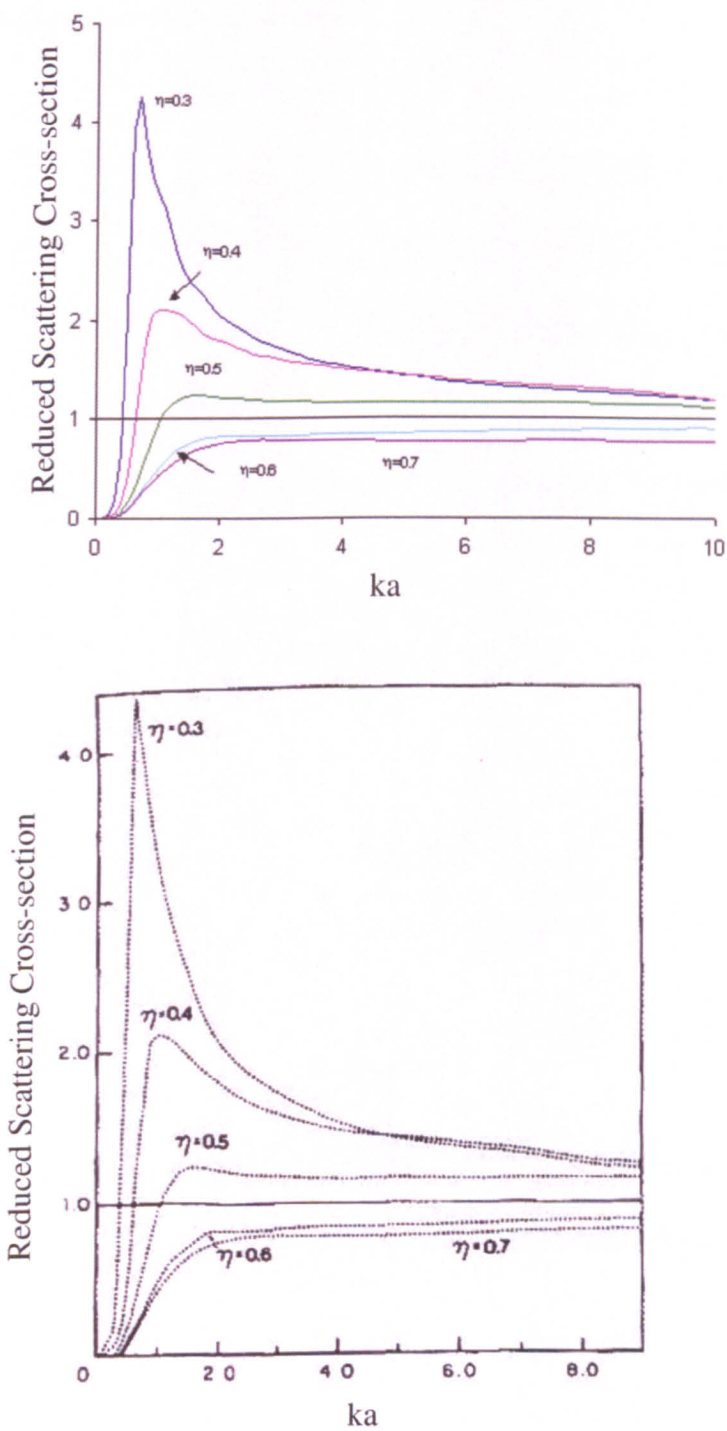 5
4
3
2
1
0
Reduced Scattering Cross-section
η=0.3
η=0.4
η=0.5
η=0.6
η=0.7
0 2 4 6 8 10
ka
4 0
3 0
2.0
1.0
Reduced Scattering Cross-section
η=0.3
η=0.4
η=0.5
η=0.6
η=0.7
0 2 0 4 0 6.0 8.0
ka